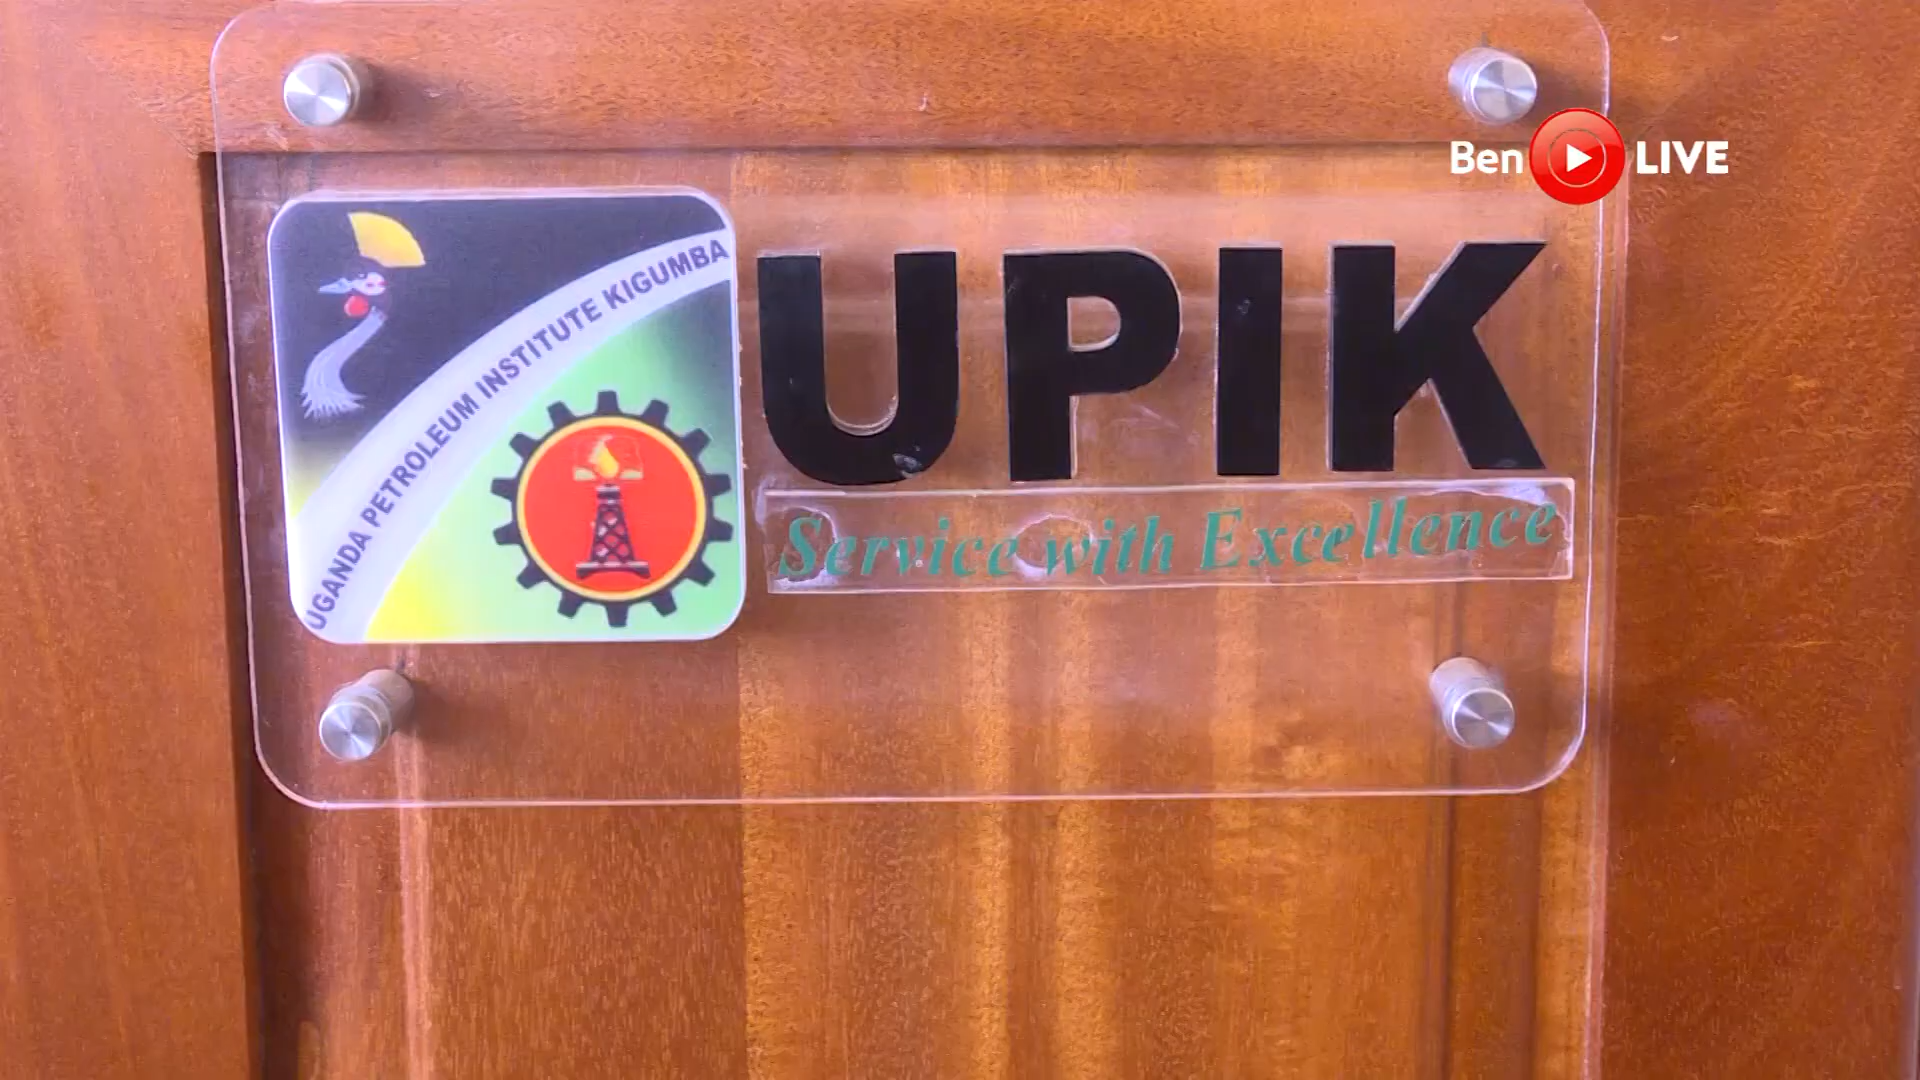 Ben LIVE
UGANDA PETROLEUM INSTITUTE KIGUMBA
UPIK
Service with Excellence